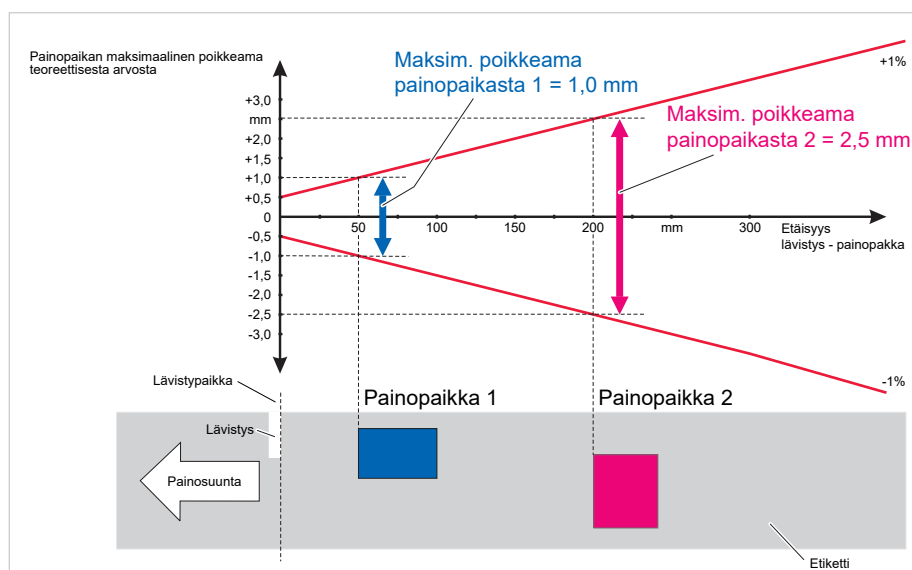 Painopaikan maksimaalinen poikkeama
teoreettisesta arvosta
Maksim. poikkeama
painopaikasta 1 = 1,0 mm
+1%
Maksim. poikkeama
painopaikasta 2 = 2,5 mm
+3,0
mm
+2,0
+1,5
+1,0
+0,5
0
-0,5
-1,0
-1,5
-2,0
-2,5
-3,0
50 100 150 200 mm 300
Etäisyys
lävistys - painopakka
-1%
Lävistypaikka
Painopaikka 1 Painopaikka 2
Lävistys
Painosuunta
Etiketti